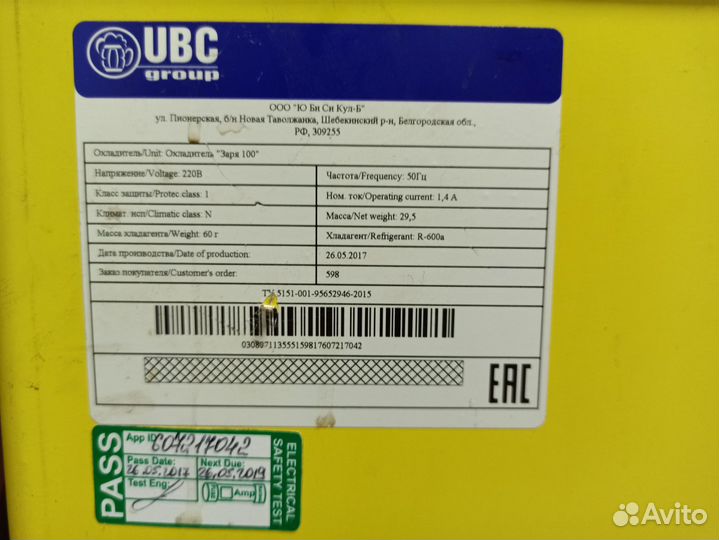 UBC
group
ООО "Ю Би Си Кул-Б"
ул. Пионерская, б/н Новая Таволжанка, Шебекинский р-н, Белгородская обл.,
РФ, 309255
Охладитель/Unit: Охладитель "Заря 100"
Напряжение/Voltage: 220В Частота/Frequency: 50Гц
Класс защиты/Protec.class: 1 Ном. ток/Operating current: 1,4 А
Климат. исп/Climatic class: N Масса/Net weight: 29,5
Масса хладагента/Weight: 60 г Хладагент/Refrigerant: R-600a
Дата производства/Date of production: 26.05.2017
Заказ покупателя/Customer's order: 598
ТУ 5151-001-95652946-2015
03080711355515981760721 7042
EAC
PASS
App ID 607217042
Pass Date: Next Due:
26.05.2017 26.05.2019
Test Eng:
FUSE Amp
ELECTRICAL
SAFETY TEST
Avito